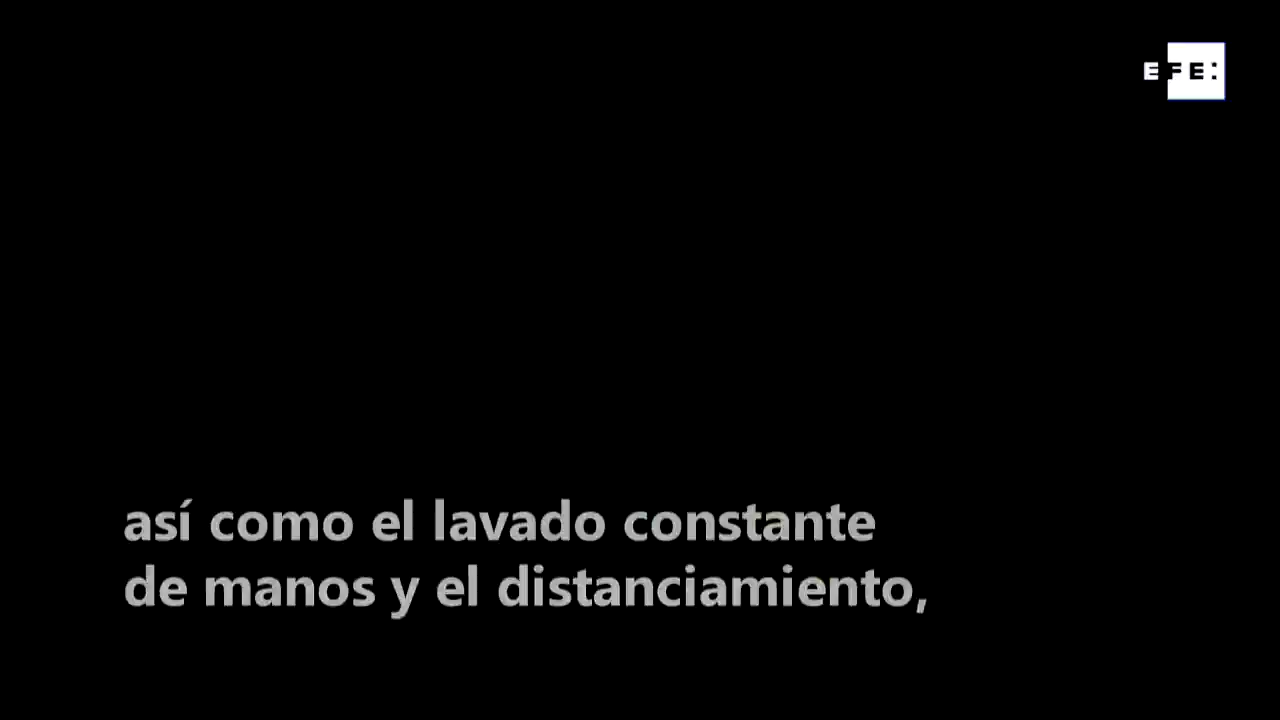 EFE:
así como el lavado constante
de manos y el distanciamiento,